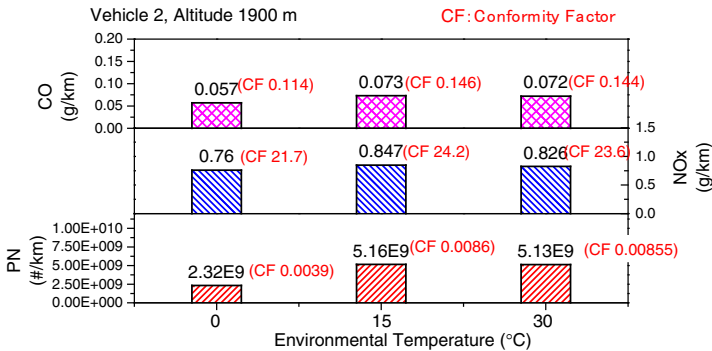 Vehicle 2, Altitude 1900 m
CF: Conformity Factor
CO
(g/km)
0.20
0.15
0.10
0.05
0.00
0.057 (CF 0.114)
0.073 (CF 0.146)
0.072 (CF 0.144)
NOx
(g/km)
1.5
1.0
0.5
0.0
0.76 (CF 21.7)
0.847 (CF 24.2)
0.826 (CF 23.6)
PN
(#/km)
1.00E+010
7.50E+009
5.00E+009
2.50E+009
0.00E+000
2.32E9 (CF 0.0039)
5.16E9 (CF 0.0086)
5.13E9 (CF 0.00855)
0 15 30
Environmental Temperature (°C)